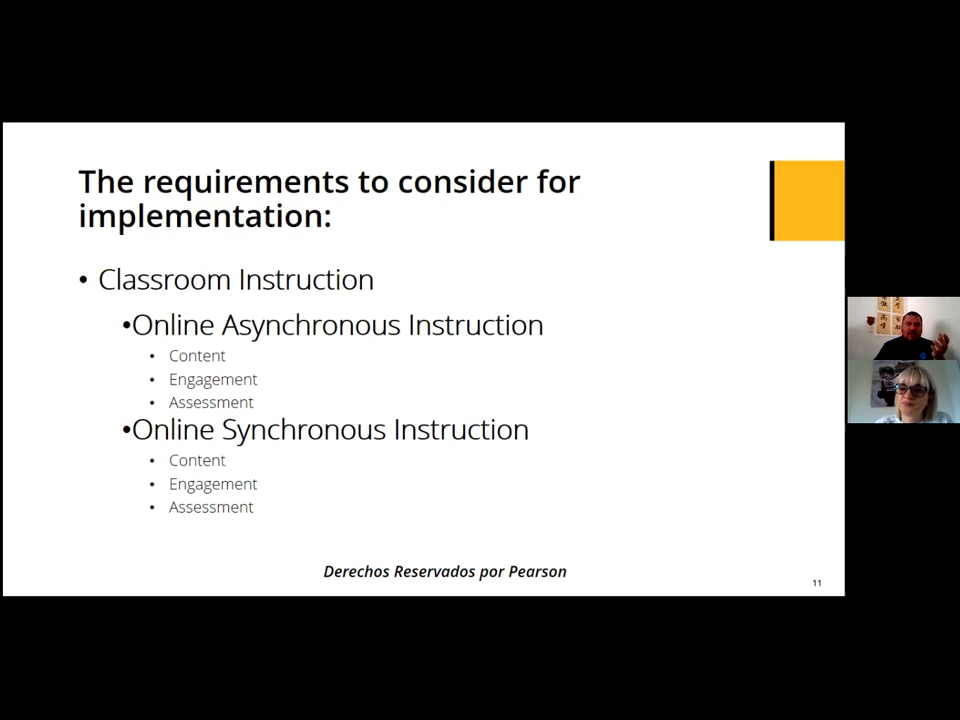 The requirements to consider for
implementation:
• Classroom Instruction
•Online Asynchronous Instruction
• Content
• Engagement
• Assessment
•Online Synchronous Instruction
• Content
• Engagement
• Assessment
Derechos Reservados por Pearson
11